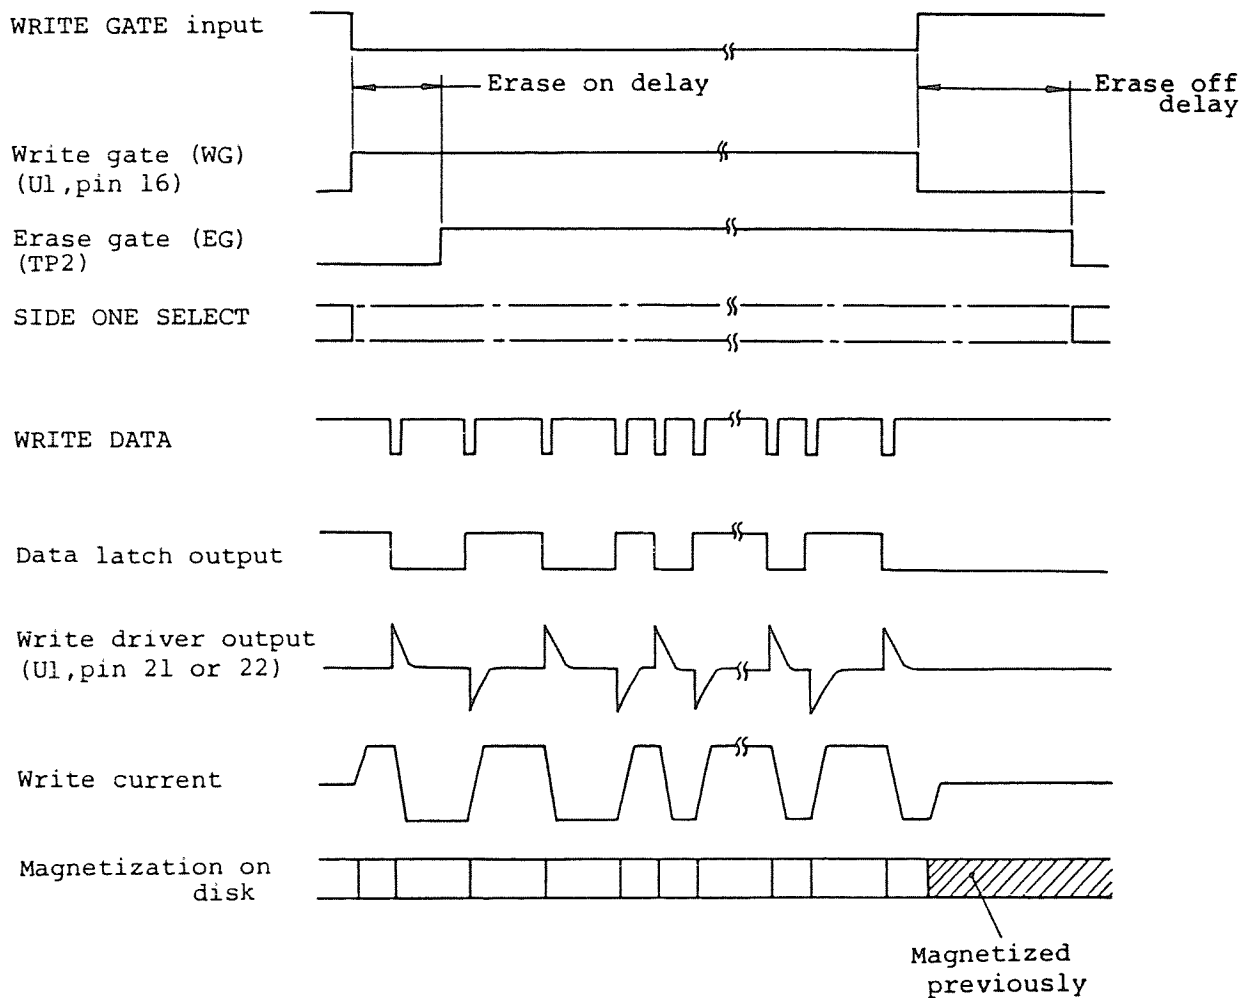 WRITE GATE input
Erase on delay
Erase off
delay
Write gate (WG)
(U1,pin 16)
Erase gate (EG)
(TP2)
SIDE ONE SELECT
WRITE DATA
Data latch output
Write driver output
(U1,pin 21 or 22)
Write current
Magnetization on
disk
Magnetized
previously